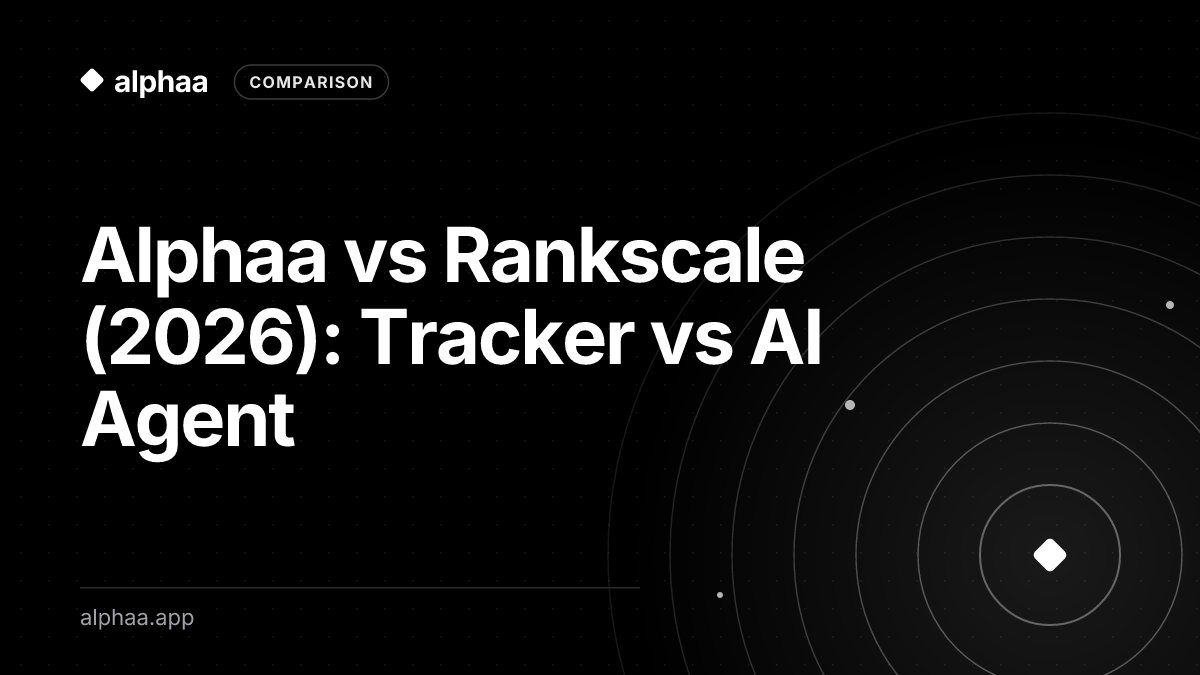 alphaa
COMPARISON
Alphaa vs Rankscale
(2026): Tracker vs AI
Agent
alphaa.app